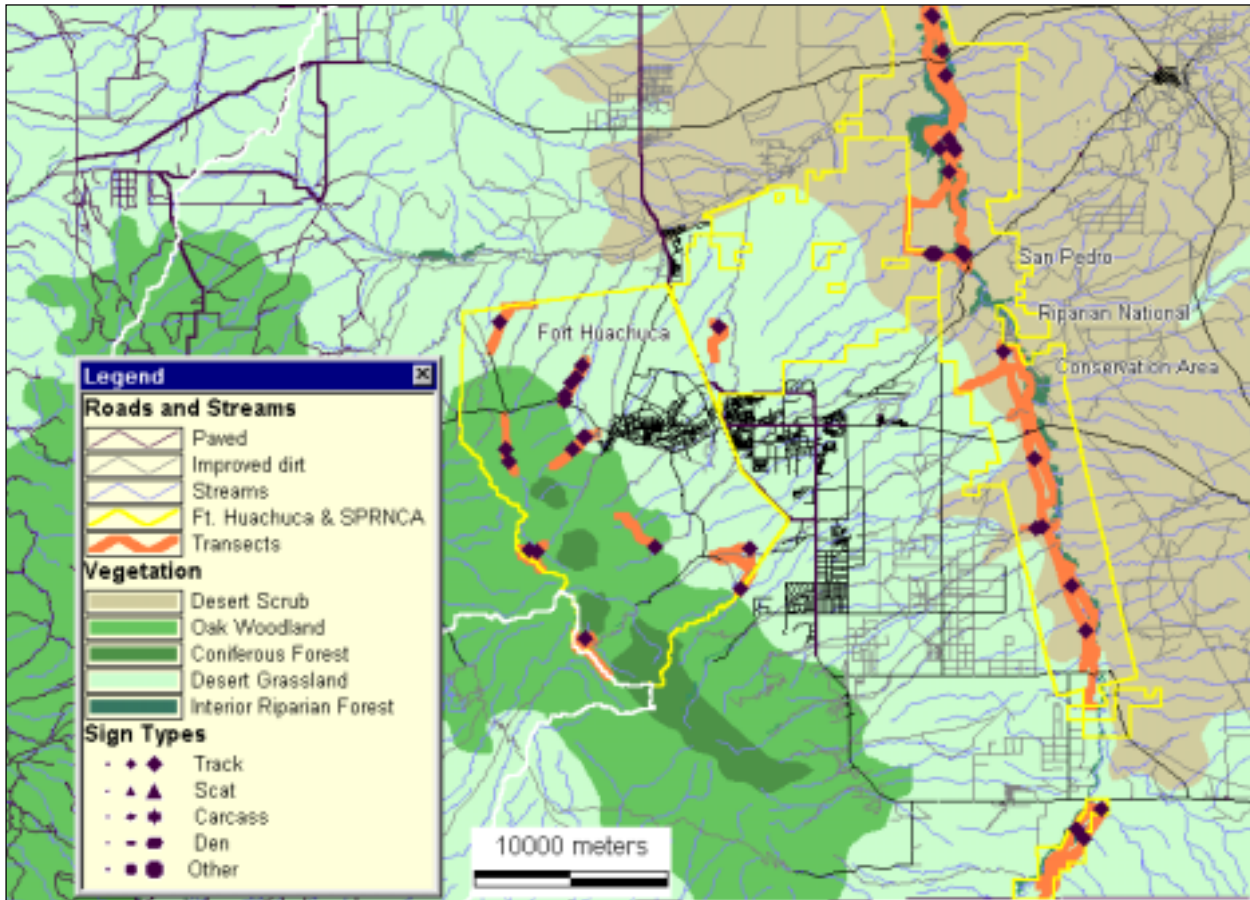 Fort Huachuca
San Pedro
Riparian National
Conservation Area
Legend
Roads and Streams
Paved
Improved dirt
Streams
Ft. Huachuca & SPRNCA
Transects
Vegetation
Desert Scrub
Oak Woodland
Coniferous Forest
Desert Grassland
Interior Riparian Forest
Sign Types
Track
Scat
Carcass
Den
Other
10000 meters